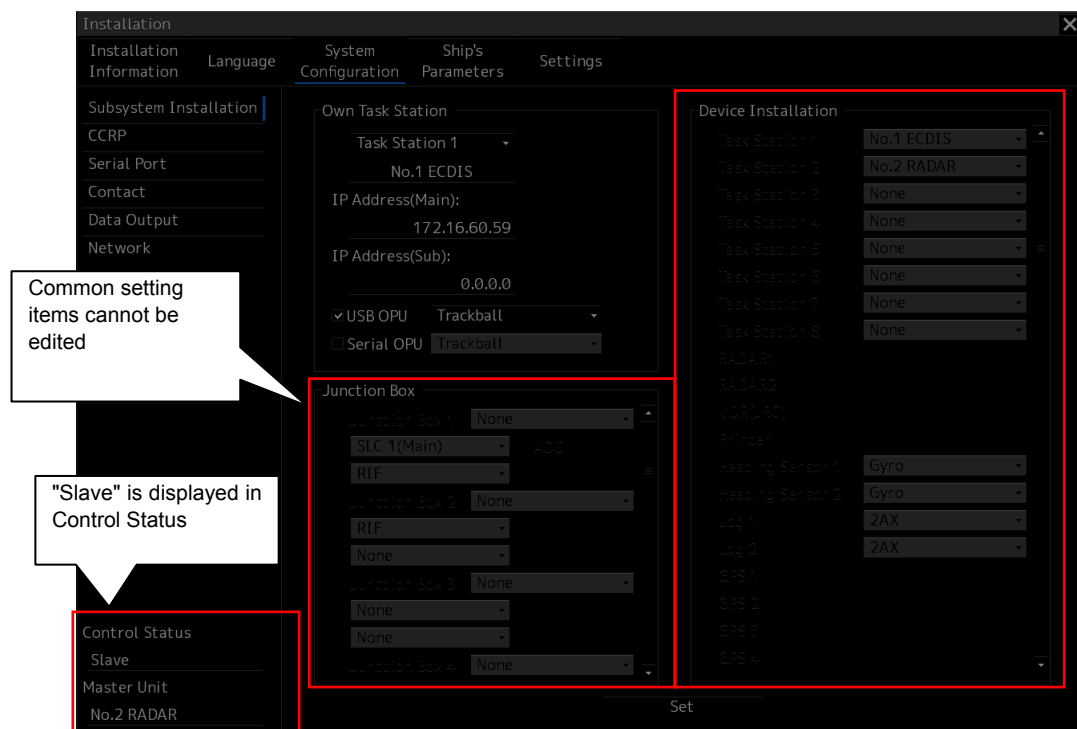 Installation
Installation Information
Language
System Configuration
Ship's Parameters
Settings
Subsystem Installation
CCRP
Serial Port
Contact
Data Output
Network
Common setting
items cannot be
edited
"Slave" is displayed in
Control Status
Control Status
Slave
Master Unit
No.2 RADAR
Own Task Station
Task Station 1
No.1 ECDIS
IP Address(Main):
172.16.60.59
IP Address(Sub):
0.0.0.0
USB OPU Trackball
Serial OPU Trackball
Junction Box
Junction Box 1 None
SLC 1(Main) ADC
RIF
Junction Box 2 None
RIF
None
Junction Box 3 None
None
None
Junction Box 4 None
Device Installation
Task Station 1 No.1 ECDIS
Task Station 2 No.2 RADAR
Task Station 3 None
Task Station 4 None
Task Station 5 None
Task Station 6 None
Task Station 7 None
Task Station 8 None
RADAR1
RADAR2
VDR(LRC)
Printer
Heading Sensor 1 Gyro
Heading Sensor 2 Gyro
Log 1 2AX
Log 2 2AX
GPS 1
GPS 2
GPS 3
GPS 4
Set